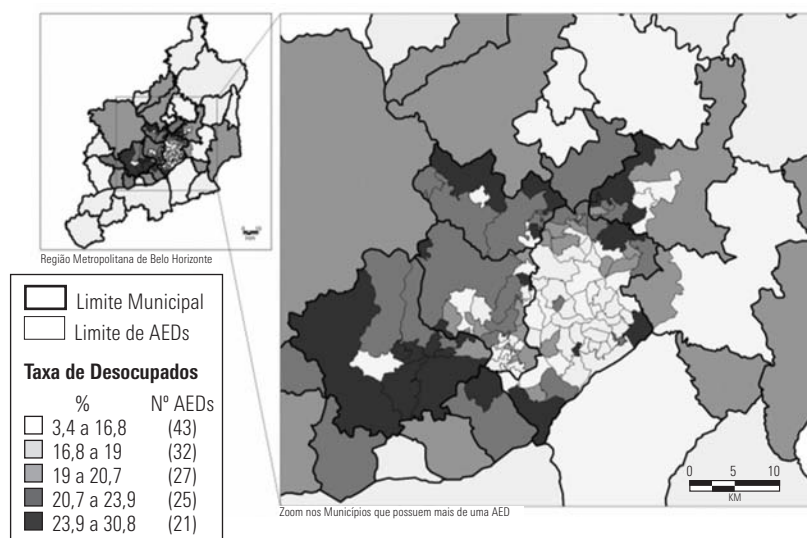 Região Metropolitana de Belo Horizonte
Limite Municipal
Limite de AEDs
Taxa de Desocupados
% Nº AEDs
3,4 a 16,8 (43)
16,8 a 19 (32)
19 a 20,7 (27)
20,7 a 23,9 (25)
23,9 a 30,8 (21)
0 5 10
KM
Zoom nos Municípios que possuem mais de uma AED